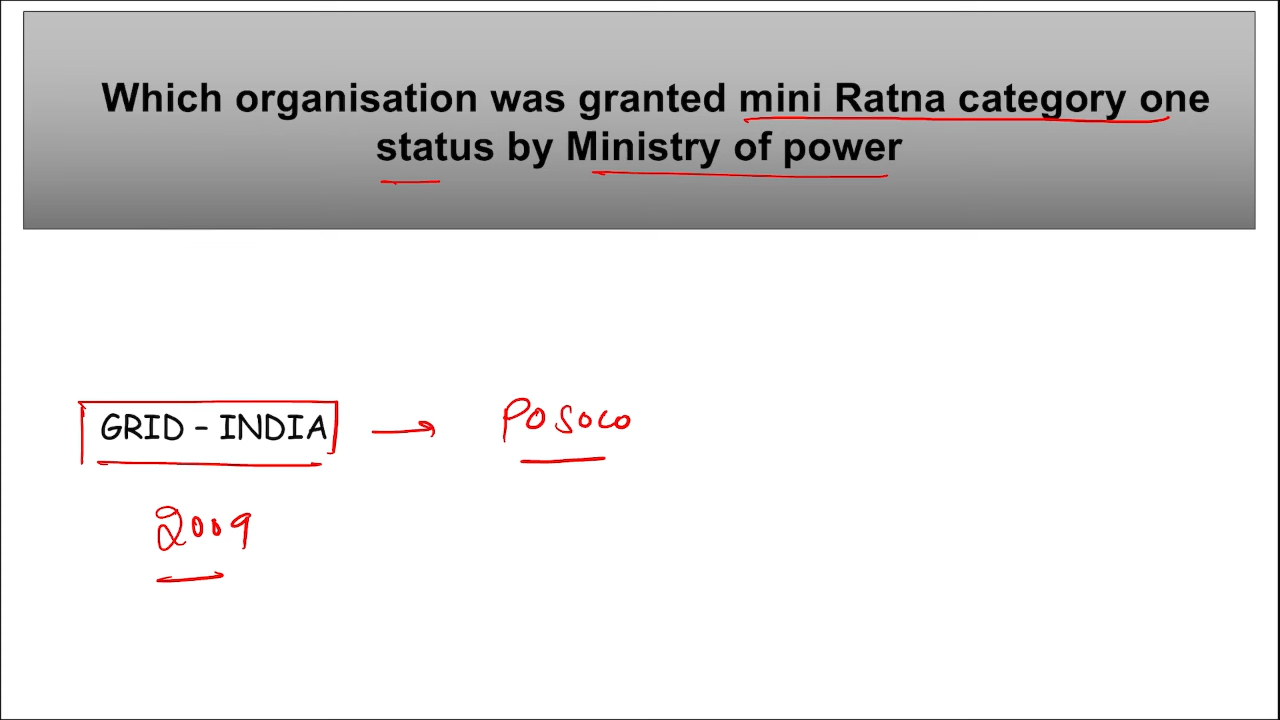 Which organisation was granted mini Ratna category one
status by Ministry of power
GRID – INDIA → POSOCO
2009